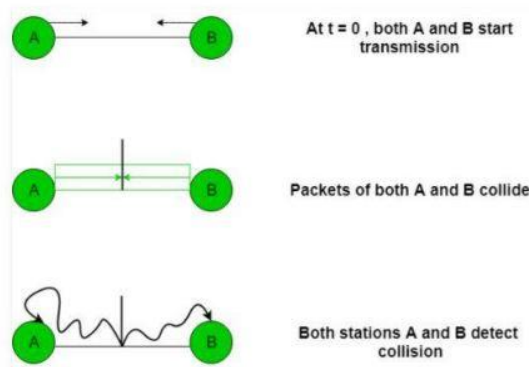 A
B
At t = 0 , both A and B start
transmission
A
B
Packets of both A and B collide
A
B
Both stations A and B detect
collision